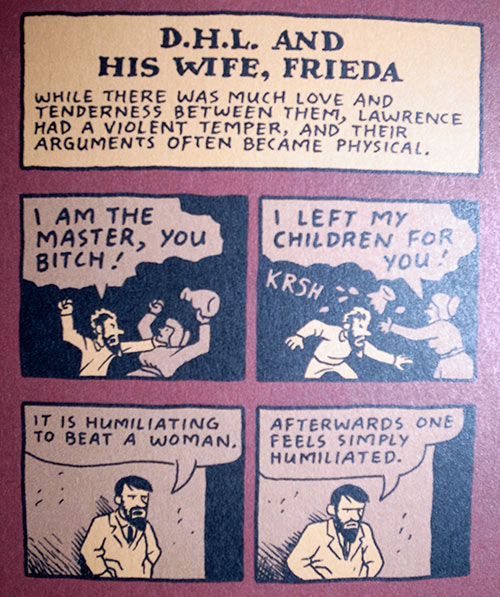 D.H.L. AND
HIS WIFE, FRIEDA
WHILE THERE WAS MUCH LOVE AND
TENDERNESS BETWEEN THEM, LAWRENCE
HAD A VIOLENT TEMPER, AND THEIR
ARGUMENTS OFTEN BECAME PHYSICAL.
I AM THE
MASTER, YOU
BITCH!
I LEFT MY
CHILDREN FOR
YOU!
KRSH
IT IS HUMILIATING
TO BEAT A WOMAN.
AFTERWARDS ONE
FEELS SIMPLY
HUMILIATED.